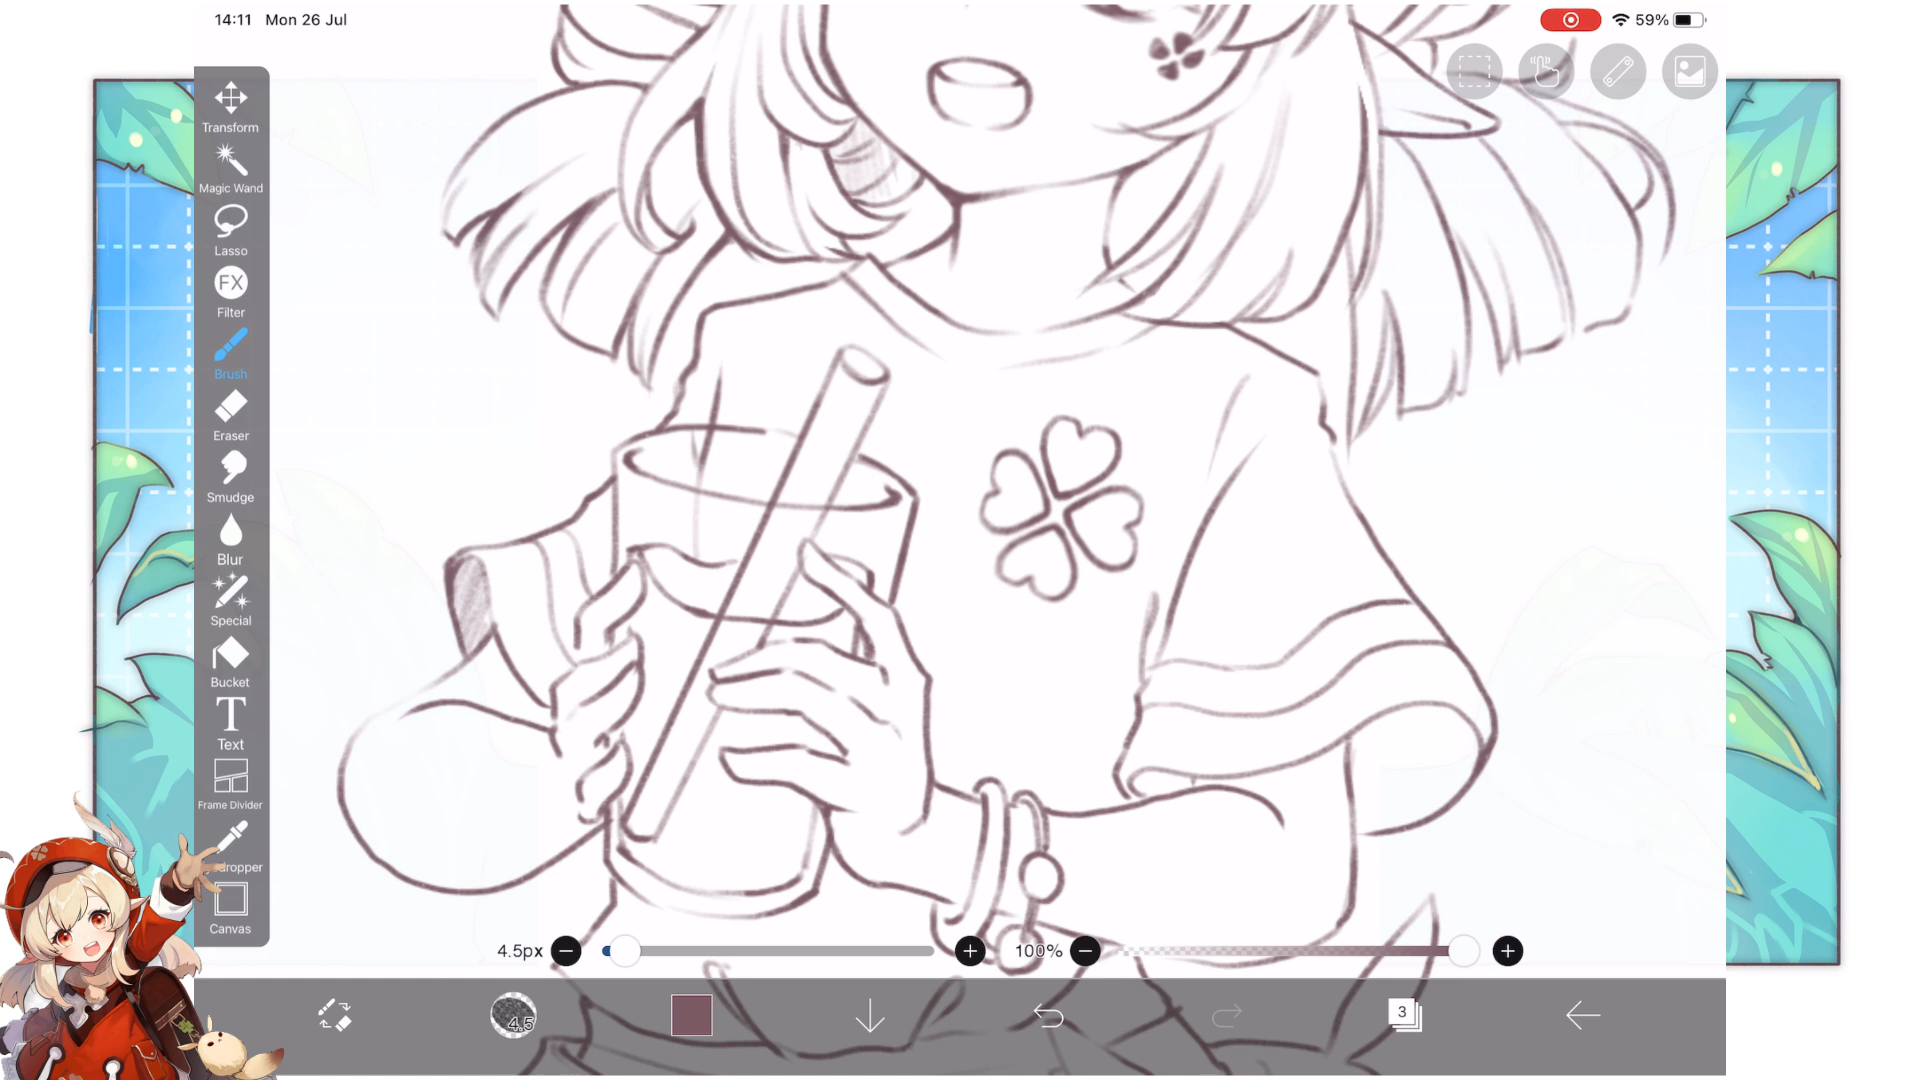 14:11 Mon 26 Jul
59%
Transform
Magic Wand
Lasso
FX
Filter
Brush
Eraser
Smudge
Blur
Special
Bucket
T
Text
Frame Divider
dropper
Canvas
4.5px
100%
4.5
3